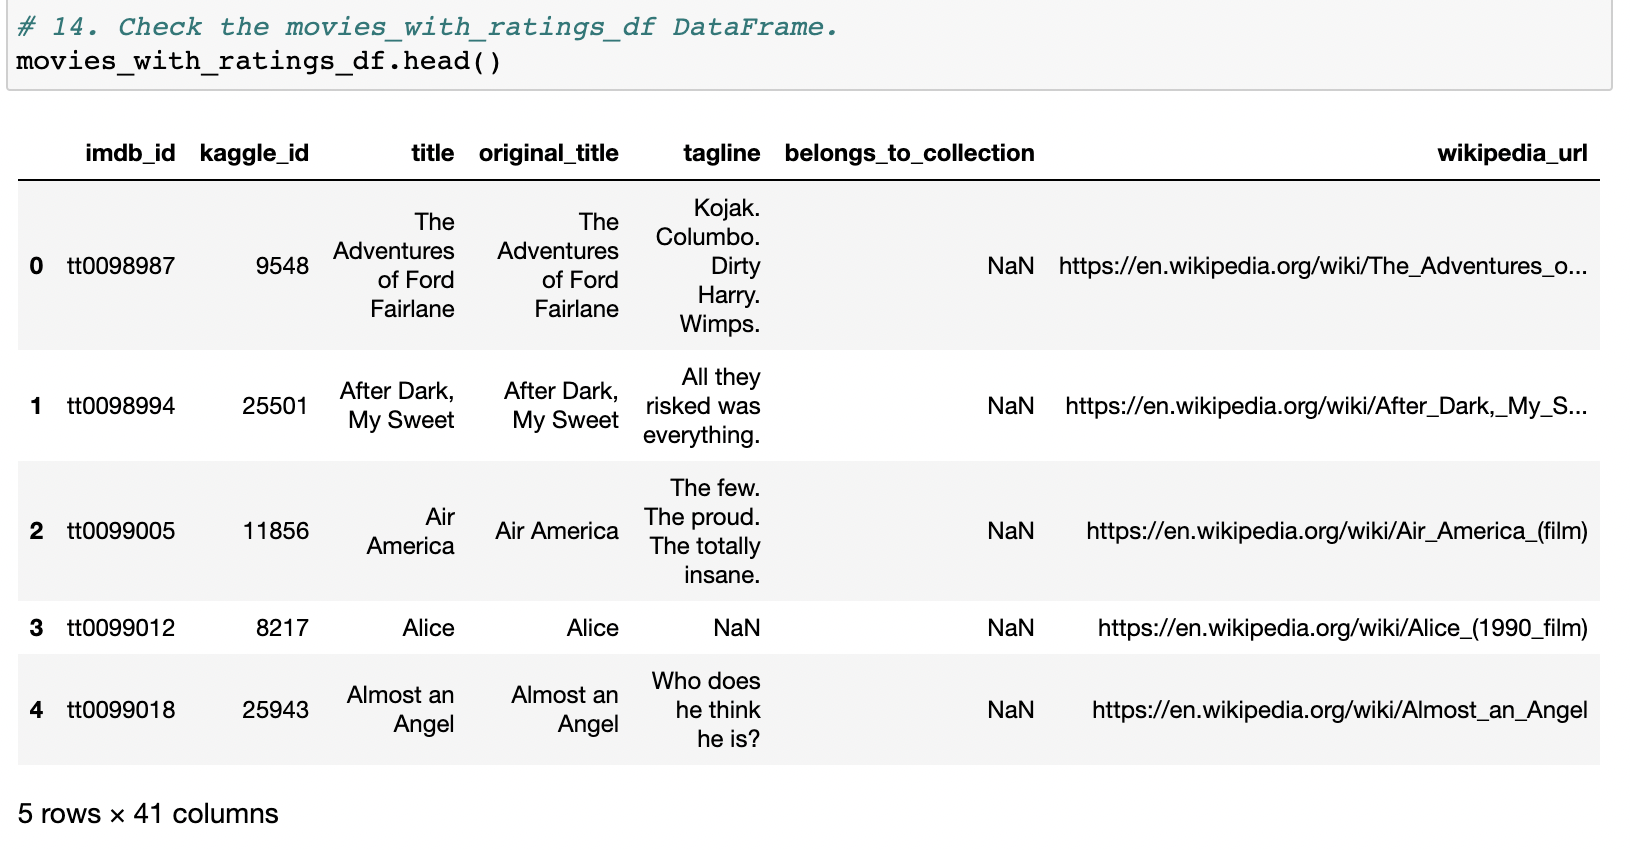 # 14. Check the movies_with_ratings_df DataFrame.
movies_with_ratings_df.head()
imdb_id kaggle_id title original_title tagline belongs_to_collection wikipedia_url
0 tt0098987 9548 The Adventures of Ford Fairlane The Adventures of Ford Fairlane Kojak. Columbo. Dirty Harry. Wimps. NaN https://en.wikipedia.org/wiki/The_Adventures_o...
1 tt0098994 25501 After Dark, My Sweet After Dark, My Sweet All they risked was everything. NaN https://en.wikipedia.org/wiki/After_Dark,_My_S...
2 tt0099005 11856 Air America Air America The few. The proud. The totally insane. NaN https://en.wikipedia.org/wiki/Air_America_(film)
3 tt0099012 8217 Alice Alice NaN NaN https://en.wikipedia.org/wiki/Alice_(1990_film)
4 tt0099018 25943 Almost an Angel Almost an Angel Who does he think he is? NaN https://en.wikipedia.org/wiki/Almost_an_Angel
5 rows × 41 columns